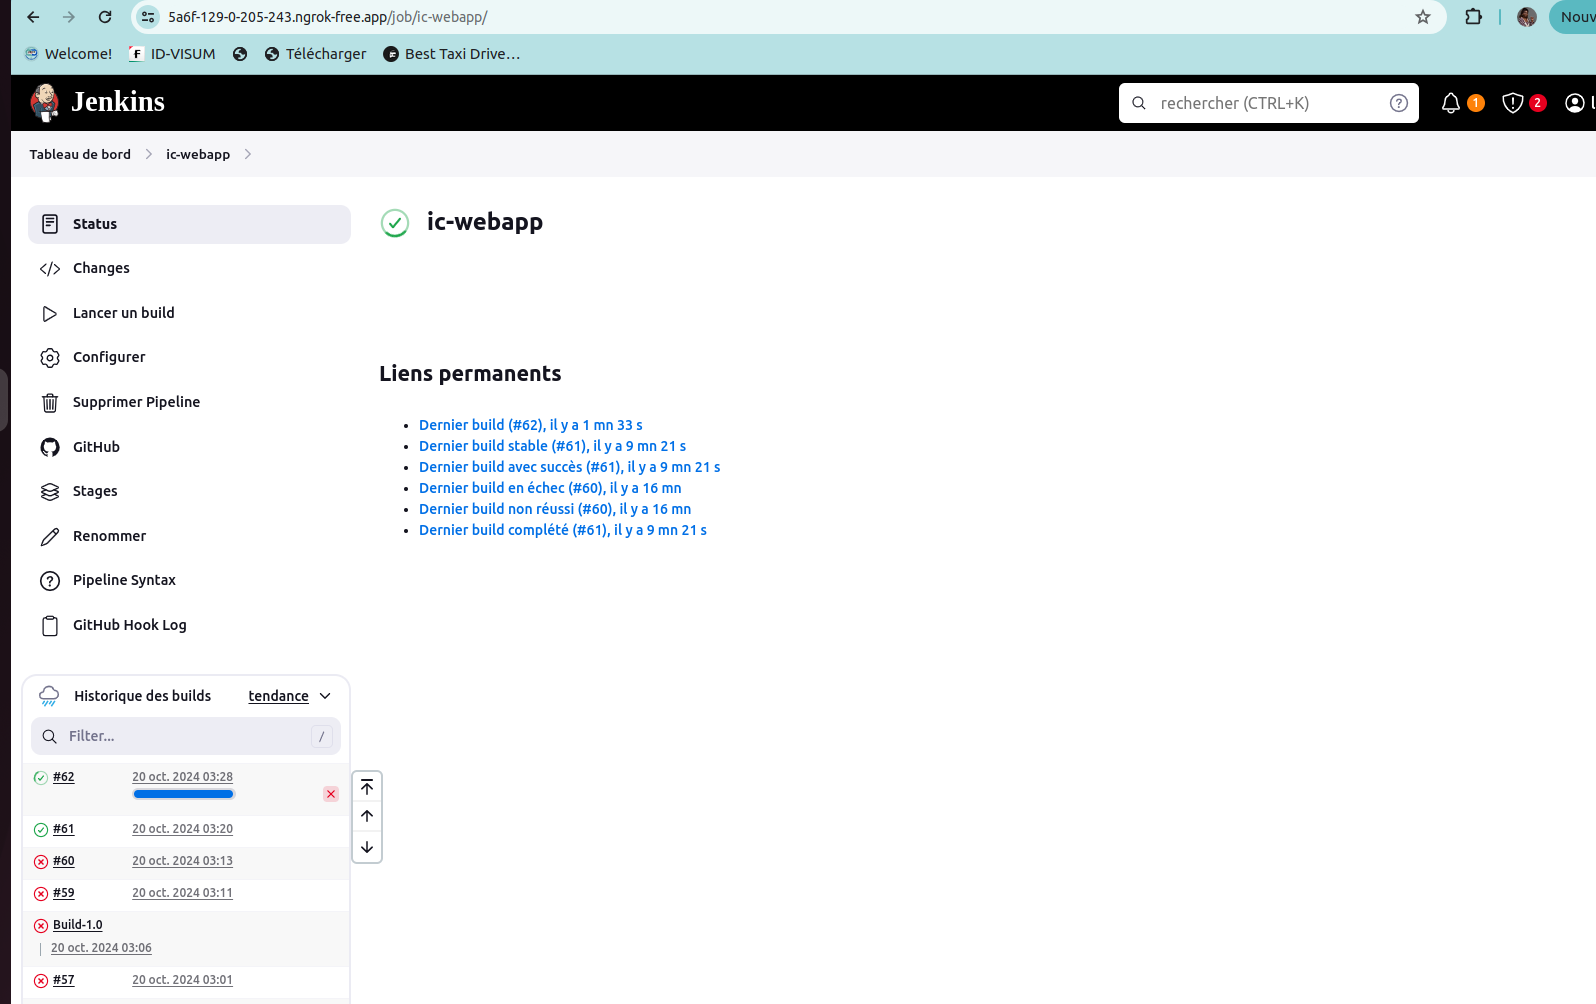 5a6f-129-0-205-243.ngrok-free.app/job/ic-webapp/
Nouv
Welcome!
ID-VISUM
Télécharger
Best Taxi Drive…
Jenkins
rechercher (CTRL+K)
1
2
Tableau de bord
ic-webapp
Status
Changes
Lancer un build
Configurer
Supprimer Pipeline
GitHub
Stages
Renommer
Pipeline Syntax
GitHub Hook Log
ic-webapp
Liens permanents
Dernier build (#62), il y a 1 mn 33 s
Dernier build stable (#61), il y a 9 mn 21 s
Dernier build avec succès (#61), il y a 9 mn 21 s
Dernier build en échec (#60), il y a 16 mn
Dernier build non réussi (#60), il y a 16 mn
Dernier build complété (#61), il y a 9 mn 21 s
Historique des builds tendance
Filter... /
#62 20 oct. 2024 03:28
#61 20 oct. 2024 03:20
#60 20 oct. 2024 03:13
#59 20 oct. 2024 03:11
Build-1.0
20 oct. 2024 03:06
#57 20 oct. 2024 03:01